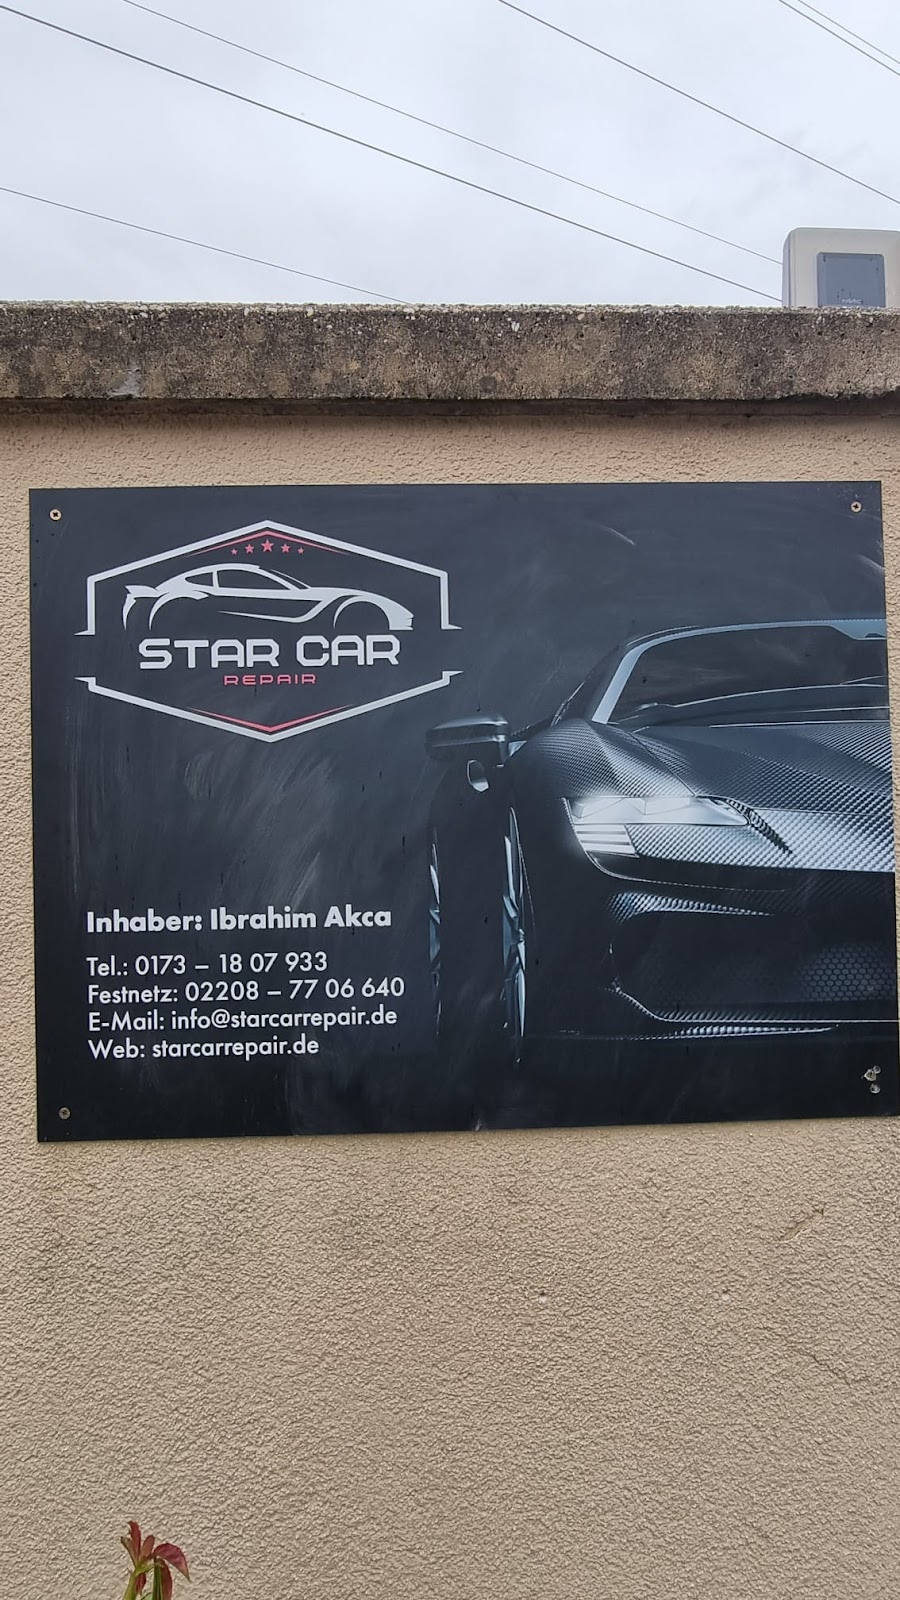 STAR CAR
REPAIR
Inhaber: Ibrahim Akca
Tel.: 0173 – 18 07 933
Festnetz: 02208 – 77 06 640
E-Mail: info@starcarrepair.de
Web: starcarrepair.de